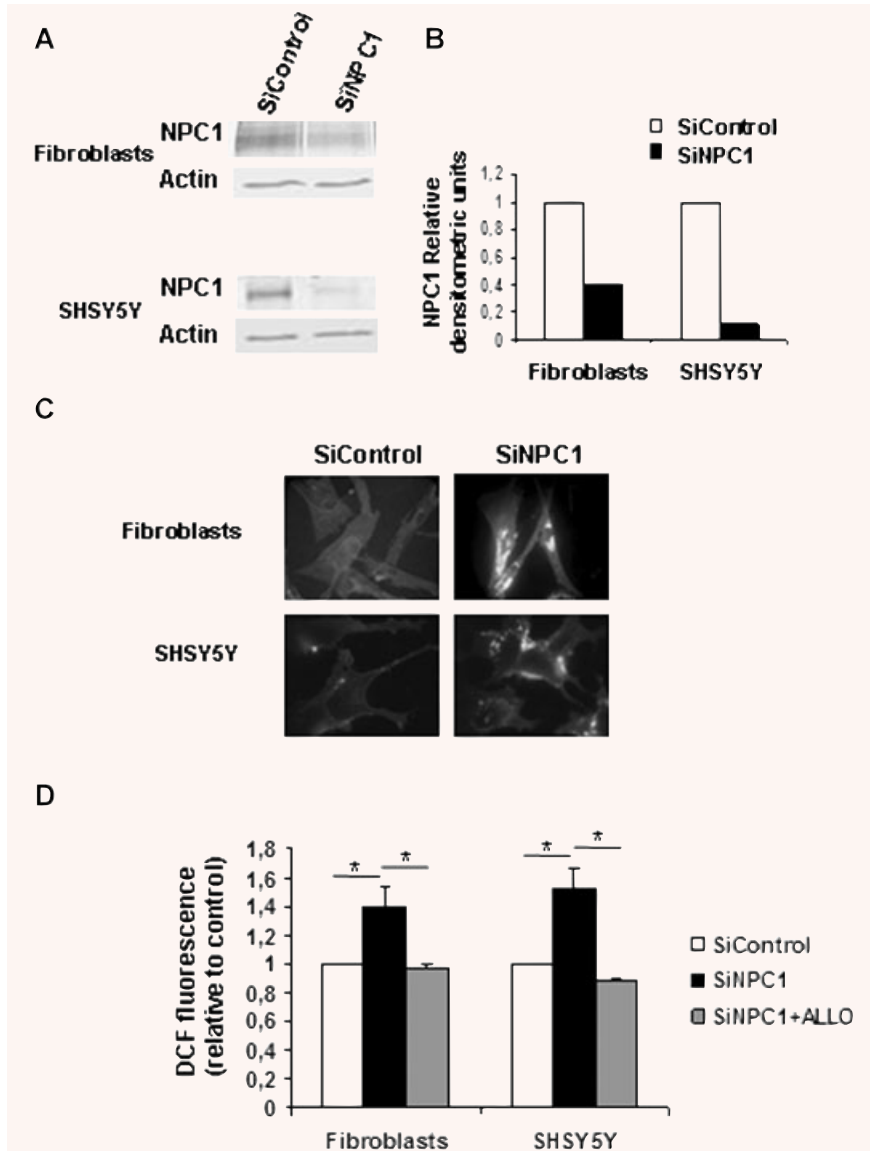 A
SiControl
SiNPC1
Fibroblasts
NPC1
Actin
SHSY5Y
NPC1
Actin
B
SiControl
SiNPC1
NPC1 Relative
densitometric units
1,2
1
0,8
0,6
0,4
0,2
0
Fibroblasts
SHSY5Y
C
SiControl
SiNPC1
Fibroblasts
SHSY5Y
D
DCF fluorescence
(relative to control)
1,8
1,6
1,4
1,2
1
0,8
0,6
0,4
0,2
0
*
*
*
*
Fibroblasts
SHSY5Y
SiControl
SiNPC1
SiNPC1+ALLO